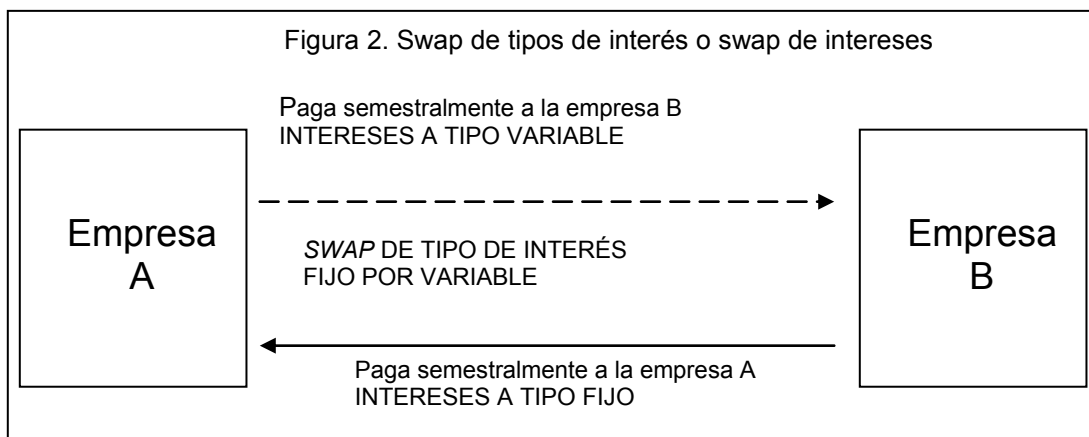 Figura 2. Swap de tipos de interés o swap de intereses
Paga semestralmente a la empresa B
INTERESES A TIPO VARIABLE
Empresa
A
SWAP DE TIPO DE INTERÉS
FIJO POR VARIABLE
Empresa
B
Paga semestralmente a la empresa A
INTERESES A TIPO FIJO